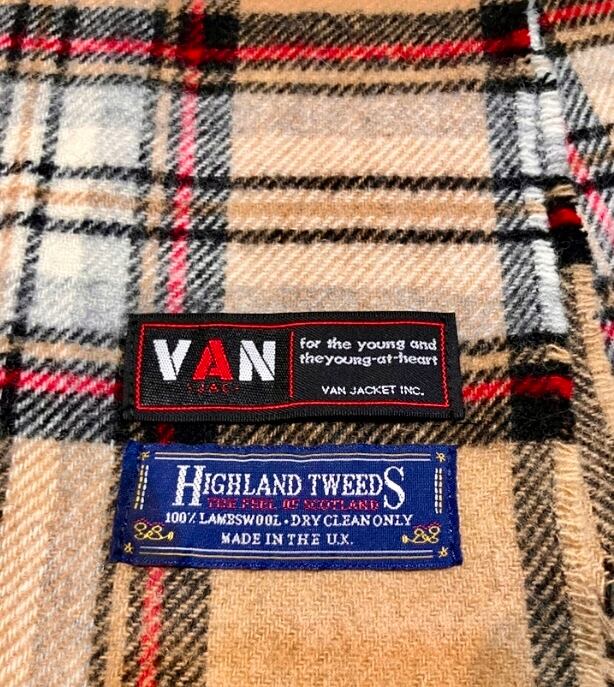 VAN
JAC
for the young and
theyoung-at-heart
VAN JACKET INC.
HIGHLAND TWEEDS
THE FEEL OF SCOTLAND
100% LAMBSWOOL·DRY CLEAN ONLY
MADE IN THE U.K.